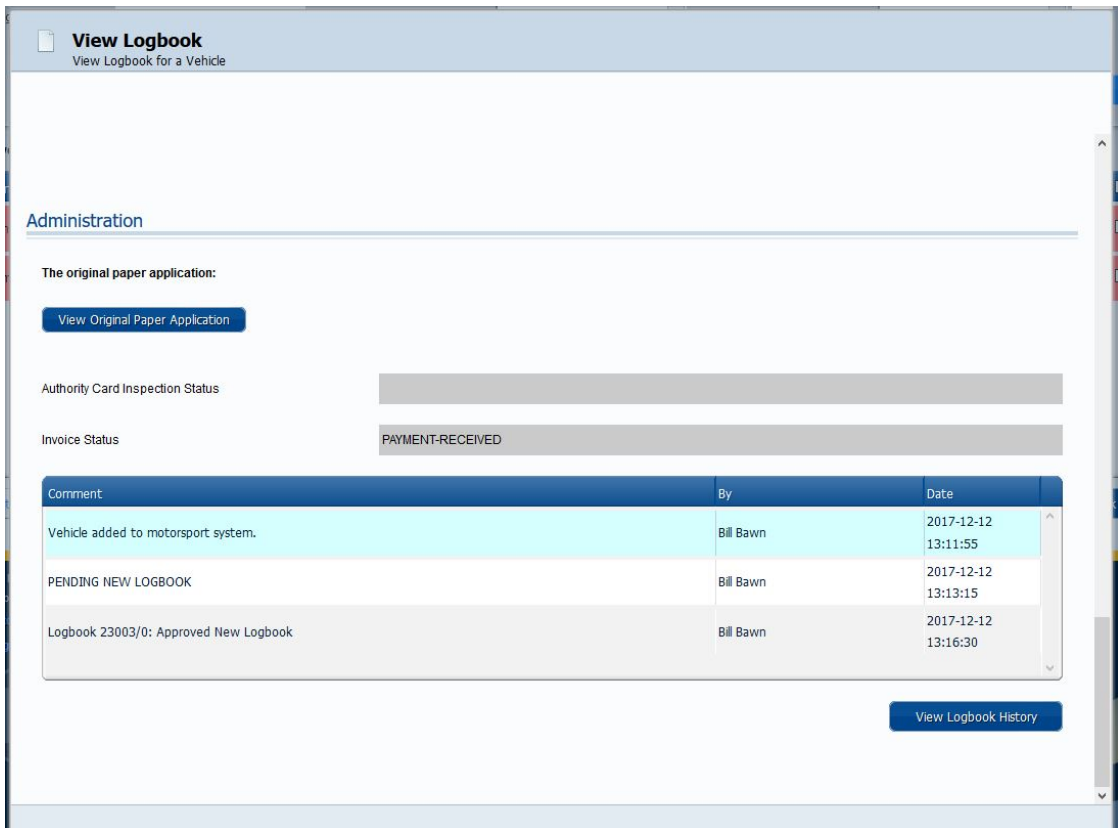 View Logbook
View Logbook for a Vehicle
Administration
The original paper application:
View Original Paper Application
Authority Card Inspection Status
Invoice Status PAYMENT-RECEIVED
Comment By Date
Vehicle added to motorsport system. Bill Bawn 2017-12-12
13:11:55
PENDING NEW LOGBOOK Bill Bawn 2017-12-12
13:13:15
Logbook 23003/0: Approved New Logbook Bill Bawn 2017-12-12
13:16:30
View Logbook History